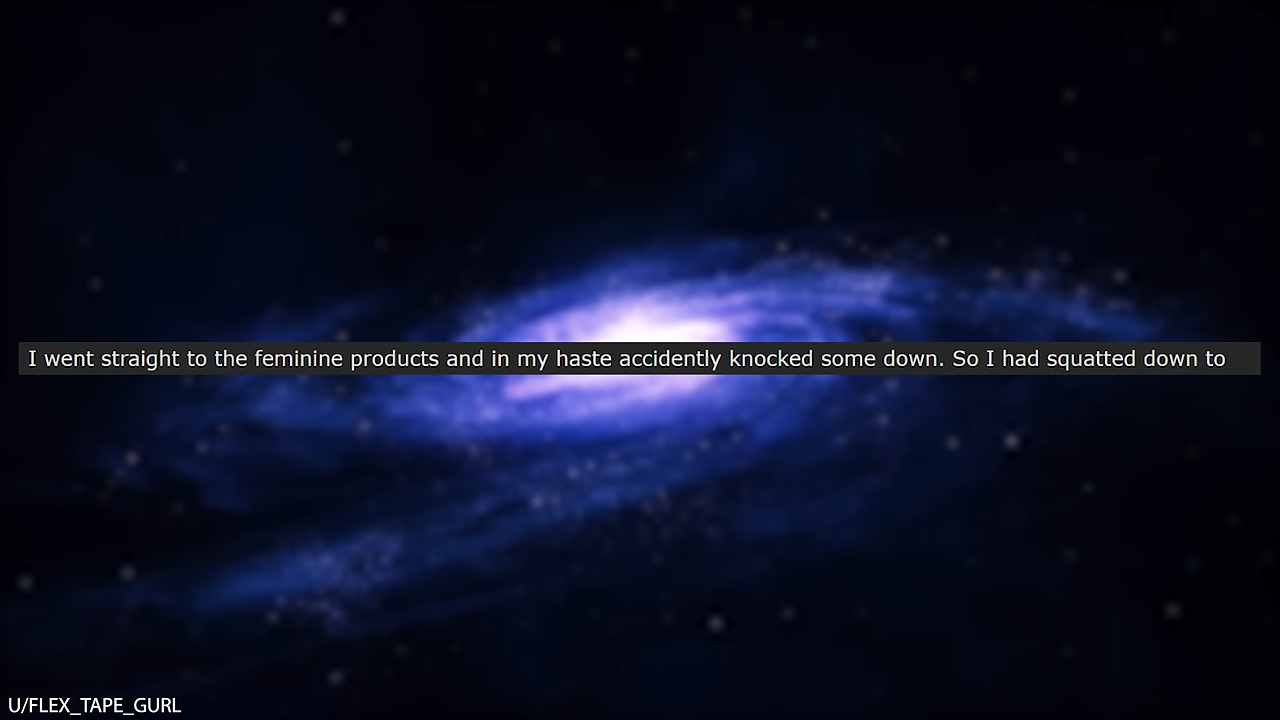 I went straight to the feminine products and in my haste accidently knocked some down. So I had squatted down to
U/FLEX_TAPE_GURL